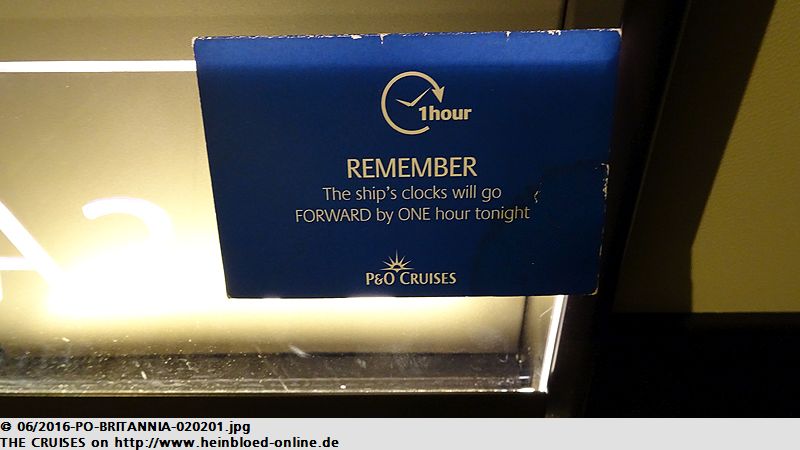 1hour
REMEMBER
The ship's clocks will go
FORWARD by ONE hour tonight
P&O CRUISES
© 06/2016-PO-BRITANNIA-020201.jpg
THE CRUISES on http://www.heinbloed-online.de